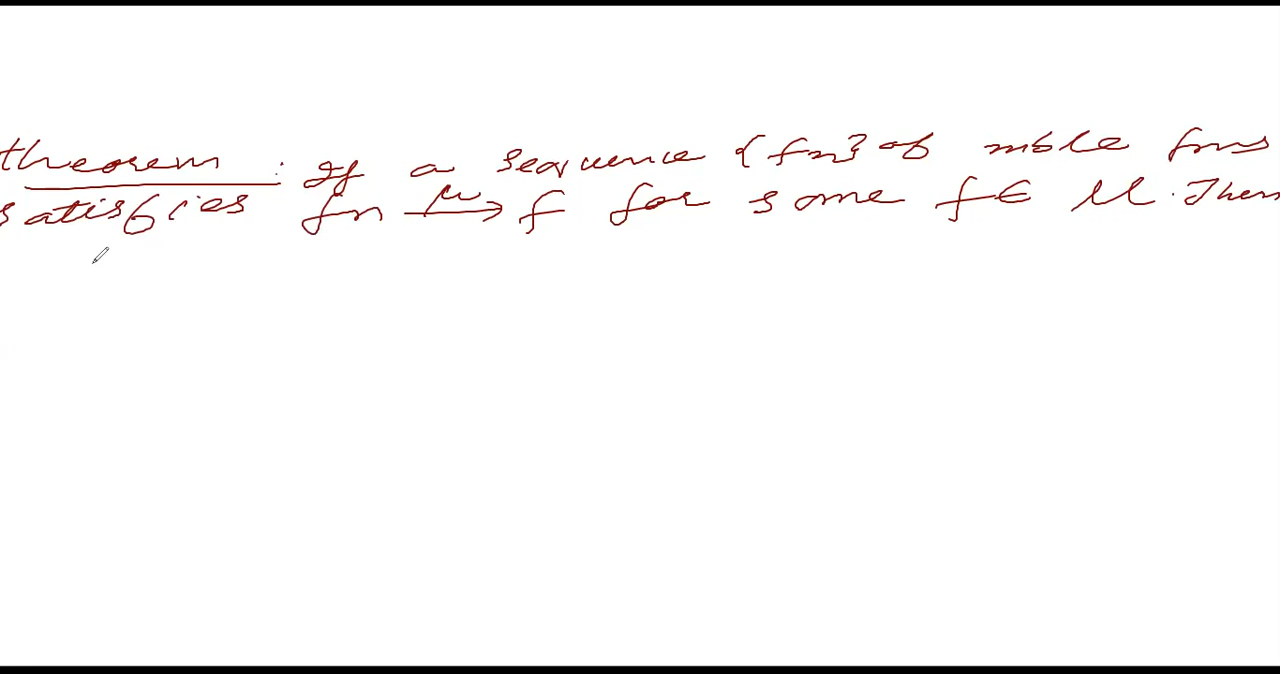 theorem : If a sequence {fn} of mble fns
satisfies fn μ→ f for some f ∈ M. Then